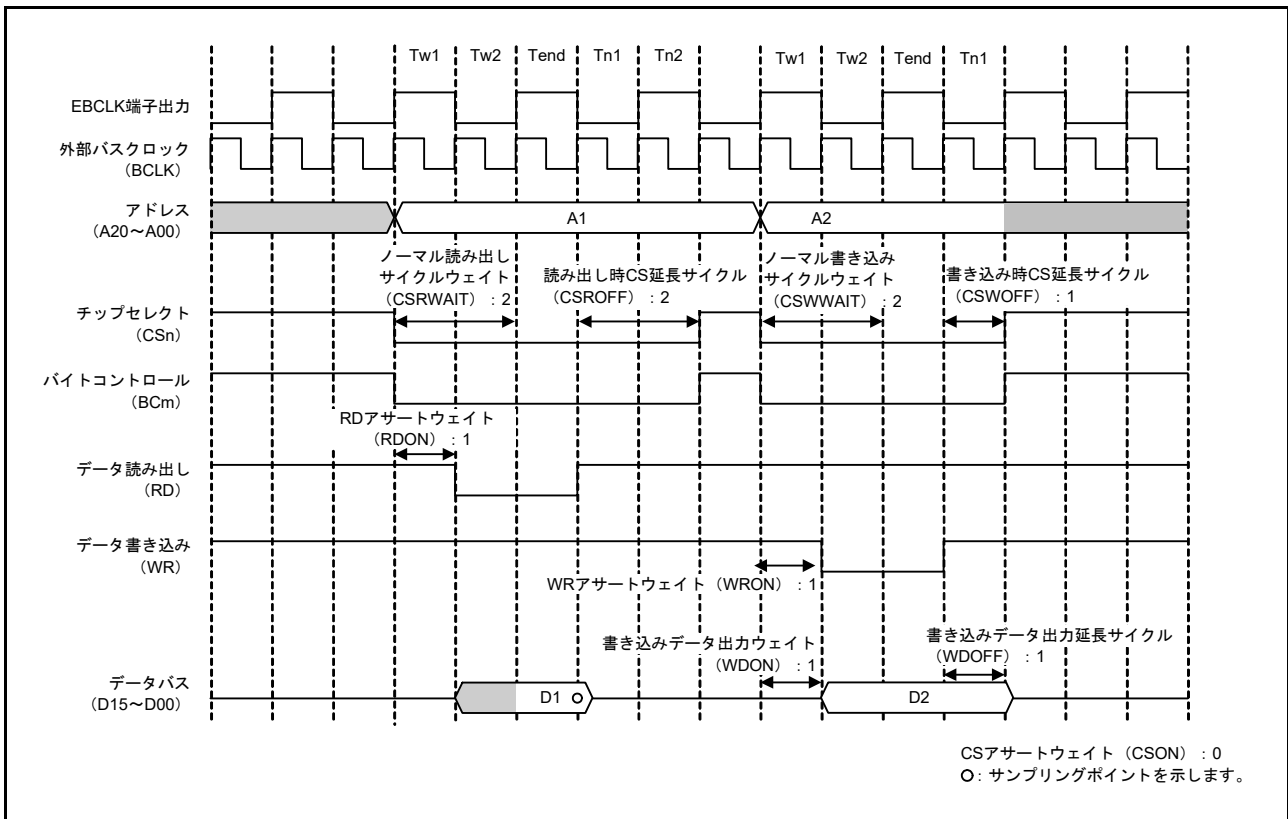 Tw1 Tw2 Tend Tn1 Tn2 Tw1 Tw2 Tend Tn1
EBCLK端子出力
外部バスクロック
（BCLK）
アドレス
（A20～A00）
A1
A2
ノーマル読み出し
サイクルウェイト
（CSRWAIT）：2
読み出し時CS延長サイクル
（CSROFF）：2
ノーマル書き込み
サイクルウェイト
（CSWWAIT）：2
書き込み時CS延長サイクル
（CSWOFF）：1
チップセレクト
（CSn）
バイトコントロール
（BCm）
RDアサートウェイト
（RDON）：1
データ読み出し
（RD）
データ書き込み
（WR）
WRアサートウェイト（WRON）：1
書き込みデータ出力ウェイト
（WDON）：1
書き込みデータ出力延長サイクル
（WDOFF）：1
データバス
（D15～D00）
D1
D2
CSアサートウェイト（CSON）：0
O：サンプリングポイントを示します。